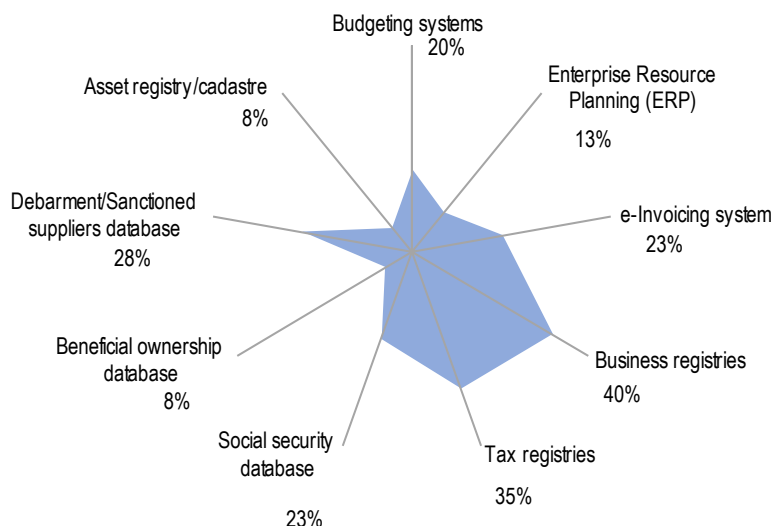 Budgeting systems
20%
Enterprise Resource
Planning (ERP)
13%
e-Invoicing system
23%
Business registries
40%
Tax registries
35%
Social security
database
23%
Beneficial ownership
database
8%
Debarment/Sanctioned
suppliers database
28%
Asset registry/cadastre
8%